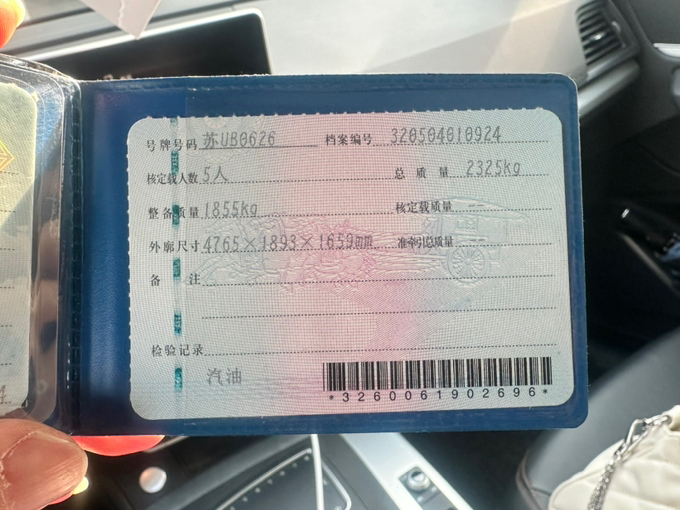 号牌号码 苏UB0626 档案编号 320504010924
核定载人数 5人 总质量 2325kg
整备质量 1855kg 核定载质量
外廓尺寸 4765×1893×1659mm 准牵引总质量
备注
检验记录
汽油
*3260061902696*